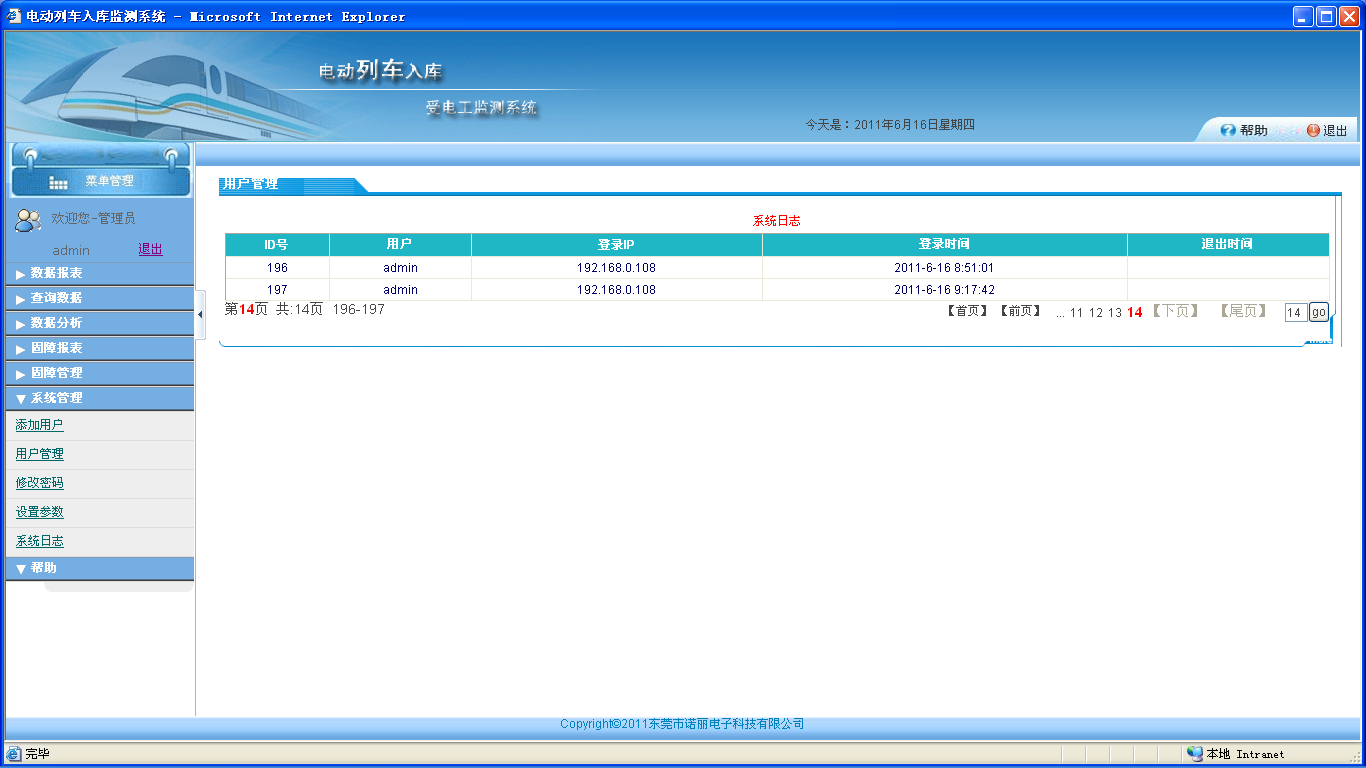 电动列车入库监测系统 - Microsoft Internet Explorer
电动列车入库
受电工监测系统
今天是：2011年6月16日星期四
帮助 退出
菜单管理
欢迎您-管理员
admin 退出
数据报表
查询数据
数据分析
固障报表
固障管理
系统管理
添加用户
用户管理
修改密码
设置参数
系统日志
帮助
用户管理
系统日志
ID号 用户 登录IP 登录时间 退出时间
196 admin 192.168.0.108 2011-6-16 8:51:01
197 admin 192.168.0.108 2011-6-16 9:17:42
第14页 共:14页 196-197 【首页】 【前页】 ... 11 12 13 14 【下页】 【尾页】 14 go
Copyright©2011东莞市诺丽电子科技有限公司
完毕 本地 Intranet